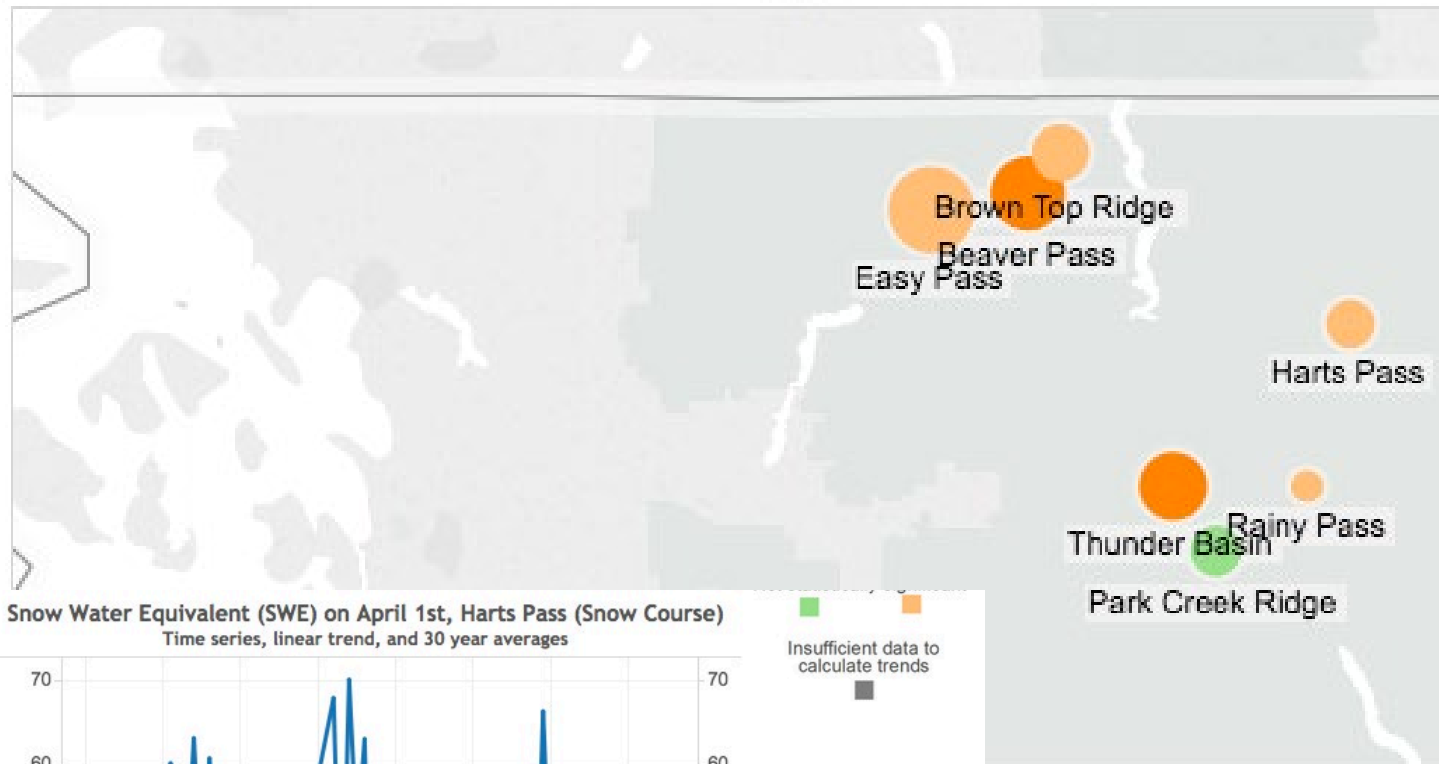 Brown Top Ridge
Beaver Pass
Easy Pass
Harts Pass
Rainy Pass
Thunder Basin
Park Creek Ridge
Snow Water Equivalent (SWE) on April 1st, Harts Pass (Snow Course)
Time series, linear trend, and 30 year averages
70
70
60
60
Insufficient data to
calculate trends